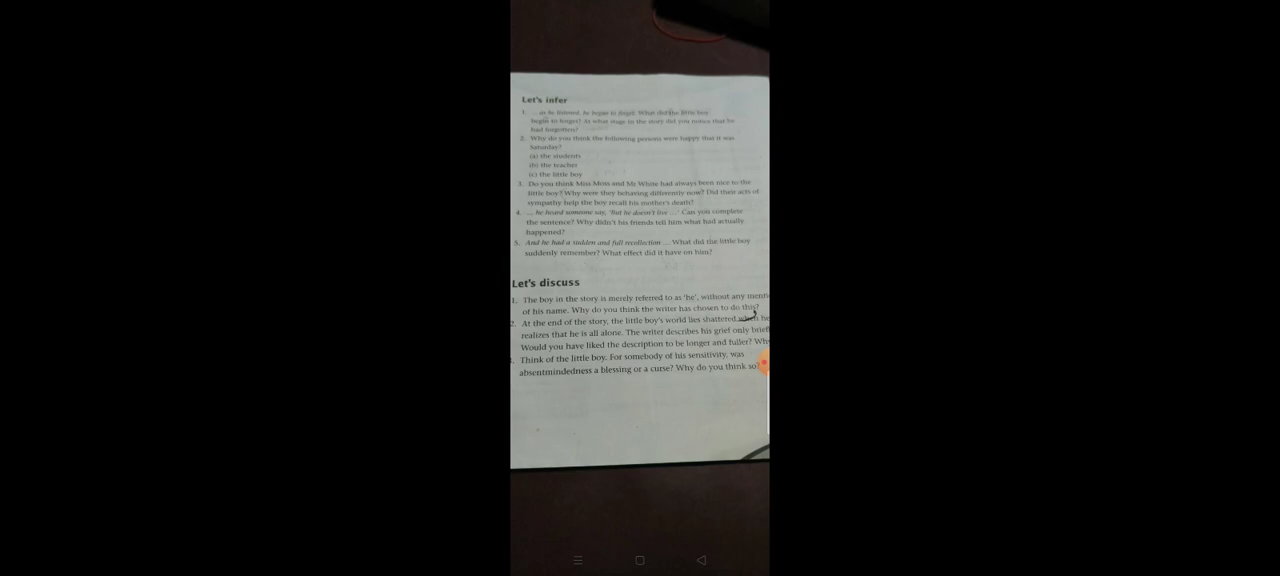 Let's infer
1. ... as he listened, he began to forget. What did the little boy
begin to forget? At what stage in the story did you notice that he
had forgotten?
2. Why do you think the following persons were happy that it was
Saturday?
(a) the students
(b) the teacher
(c) the little boy
3. Do you think Miss Moss and Mr White had always been nice to the
little boy? Why were they behaving differently now? Did their acts of
sympathy help the boy recall his mother's death?
4. ... he heard someone say, 'But he doesn't live ...' Can you complete
the sentence? Why didn't his friends tell him what had actually
happened?
5. And he had a sudden and full recollection ... What did the little boy
suddenly remember? What effect did it have on him?
Let's discuss
1. The boy in the story is merely referred to as 'he', without any menti
of his name. Why do you think the writer has chosen to do this?
2. At the end of the story, the little boy's world lies shattered when he
realizes that he is all alone. The writer describes his grief only brief
Would you have liked the description to be longer and fuller? Wh
. Think of the little boy. For somebody of his sensitivity, was
absentmindedness a blessing or a curse? Why do you think so?